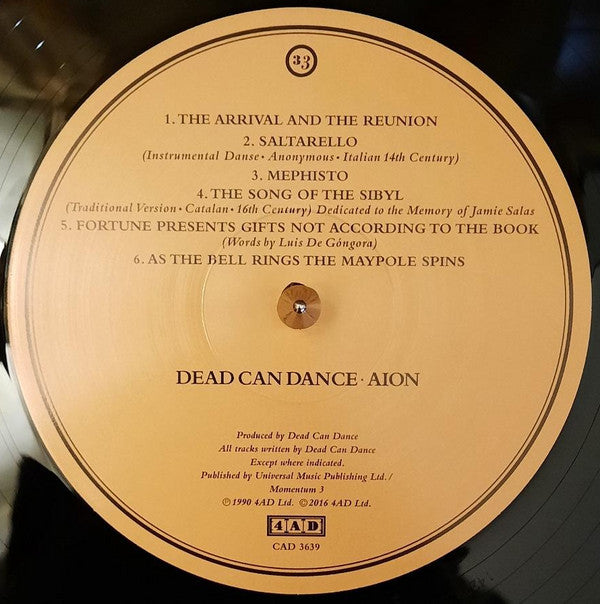 33
1. THE ARRIVAL AND THE REUNION
2. SALTARELLO
(Instrumental Danse • Anonymous • Italian 14th Century)
3. MEPHISTO
4. THE SONG OF THE SIBYL
(Traditional Version • Catalan • 16th Century) Dedicated to the Memory of Jamie Salas
5. FORTUNE PRESENTS GIFTS NOT ACCORDING TO THE BOOK
(Words by Luis De Góngora)
6. AS THE BELL RINGS THE MAYPOLE SPINS
DEAD CAN DANCE · AION
Produced by Dead Can Dance
All tracks written by Dead Can Dance
Except where indicated.
Published by Universal Music Publishing Ltd. /
Momentum 3
℗ 1990 4AD Ltd. © 2016 4AD Ltd.
4AD
CAD 3639